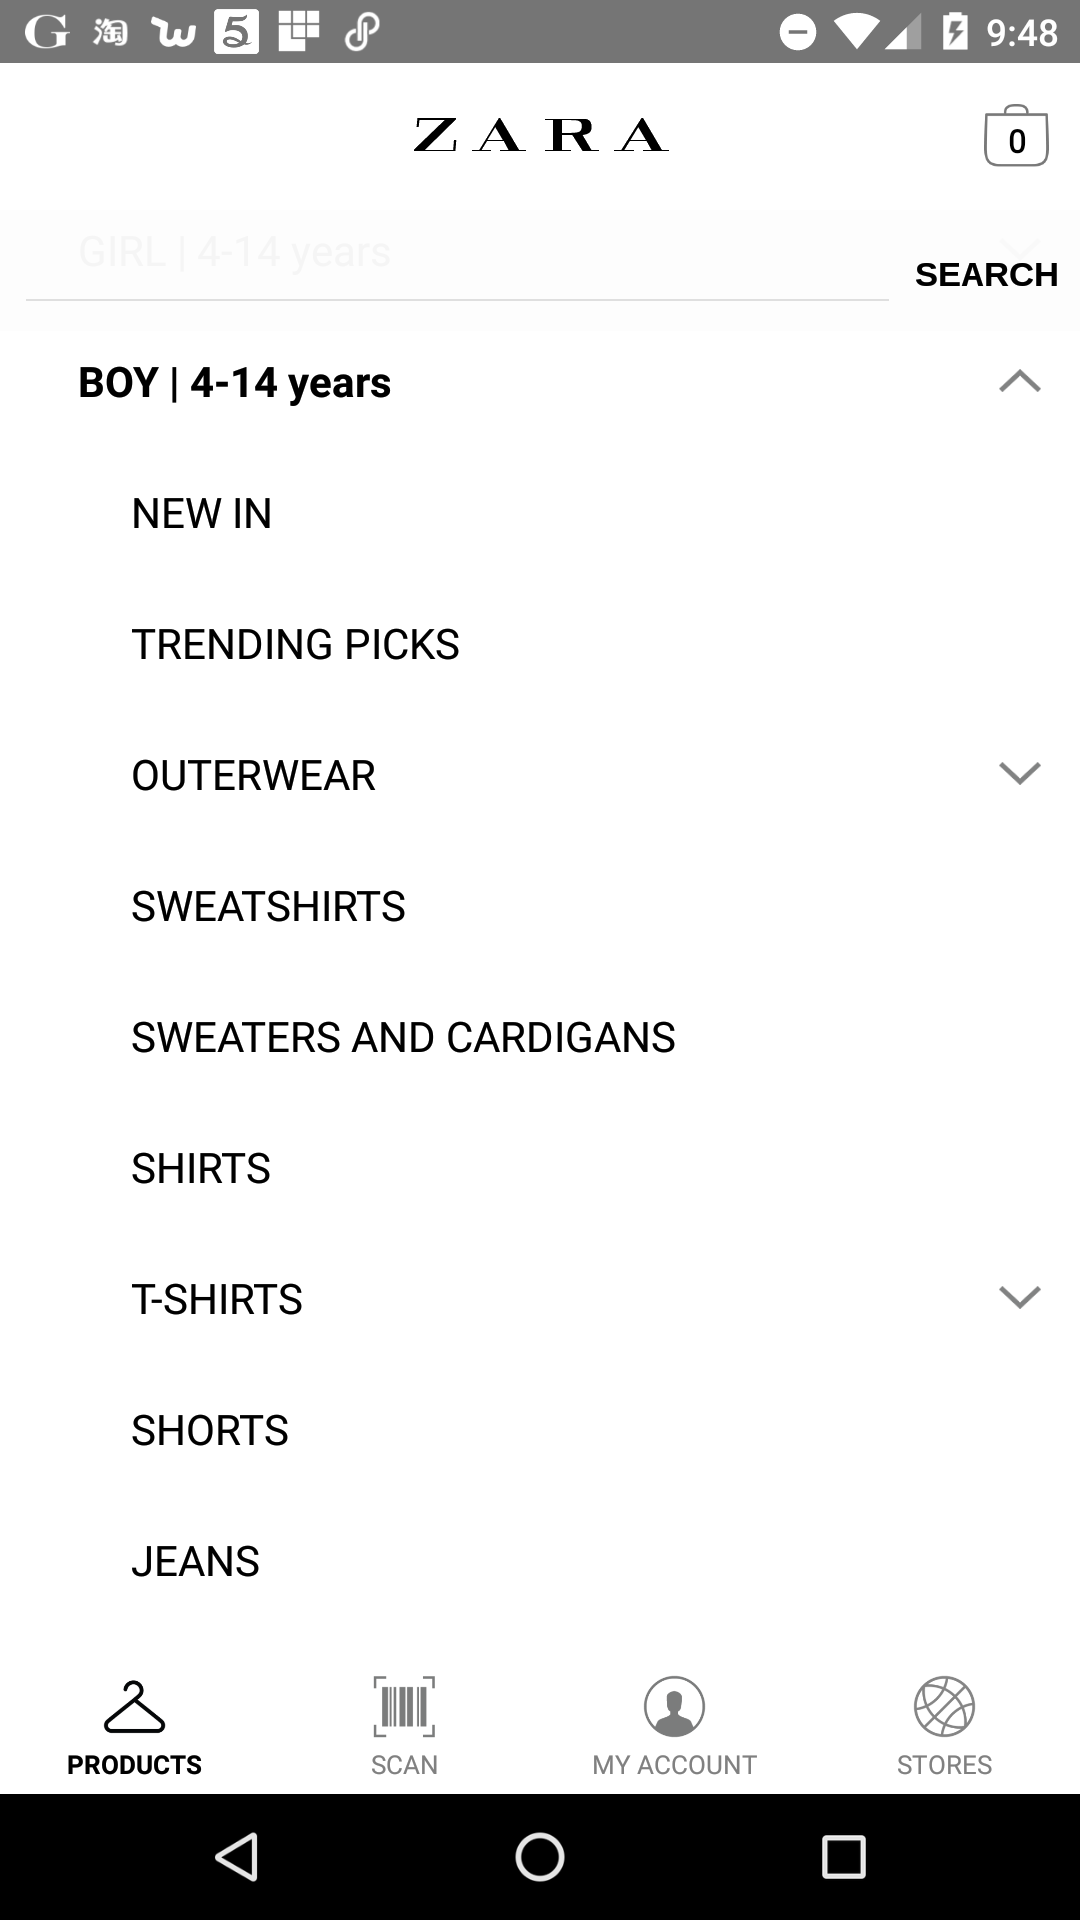 G 淘 w 5 9:48
ZARA
0
GIRL | 4-14 years
SEARCH
BOY | 4-14 years
NEW IN
TRENDING PICKS
OUTERWEAR
SWEATSHIRTS
SWEATERS AND CARDIGANS
SHIRTS
T-SHIRTS
SHORTS
JEANS
PRODUCTS SCAN MY ACCOUNT STORES